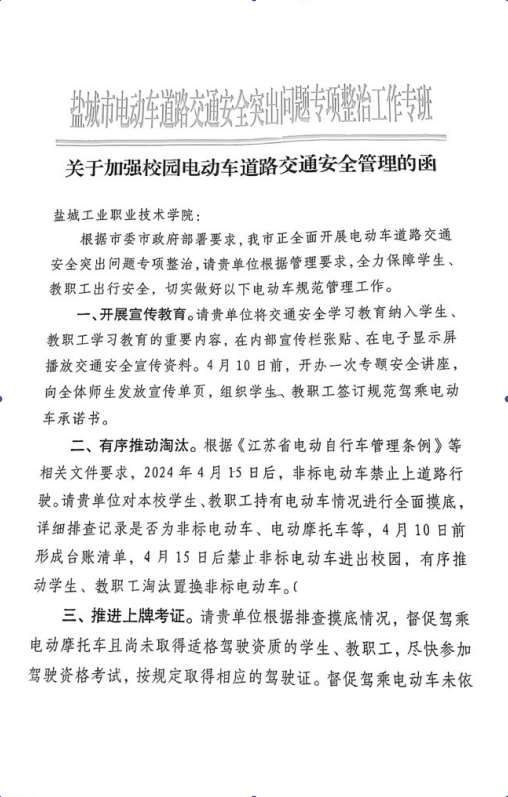 盐城市电动车道路交通安全突出问题专项整治工作专班
关于加强校园电动车道路交通安全管理的函
盐城工业职业技术学院：
根据市委市政府部署要求，我市正全面开展电动车道路交通
安全突出问题专项整治，请贵单位根据管理要求，全力保障学生、
教职工出行安全，切实做好以下电动车规范管理工作。
一、开展宣传教育。请贵单位将交通安全学习教育纳入学生、
教职工学习教育的重要内容，在内部宣传栏张贴、在电子显示屏
播放交通安全宣传资料。4月10日前，开办一次专题安全讲座，
向全体师生发放宣传单页，组织学生、教职工签订规范驾乘电动
车承诺书。
二、有序推动淘汰。根据《江苏省电动自行车管理条例》等
相关文件要求，2024年4月15日后，非标电动车禁止上道路行
驶。请贵单位对本校学生、教职工持有电动车情况进行全面摸底，
详细排查记录是否为非标电动车、电动摩托车等，4月10日前
形成台账清单，4月15日后禁止非标电动车进出校园，有序推
动学生、教职工淘汰置换非标电动车。(
三、推进上牌考证。请贵单位根据排查摸底情况，督促驾乘
电动摩托车且尚未取得适格驾驶资质的学生、教职工，尽快参加
驾驶资格考试，按规定取得相应的驾驶证。督促驾乘电动车未依